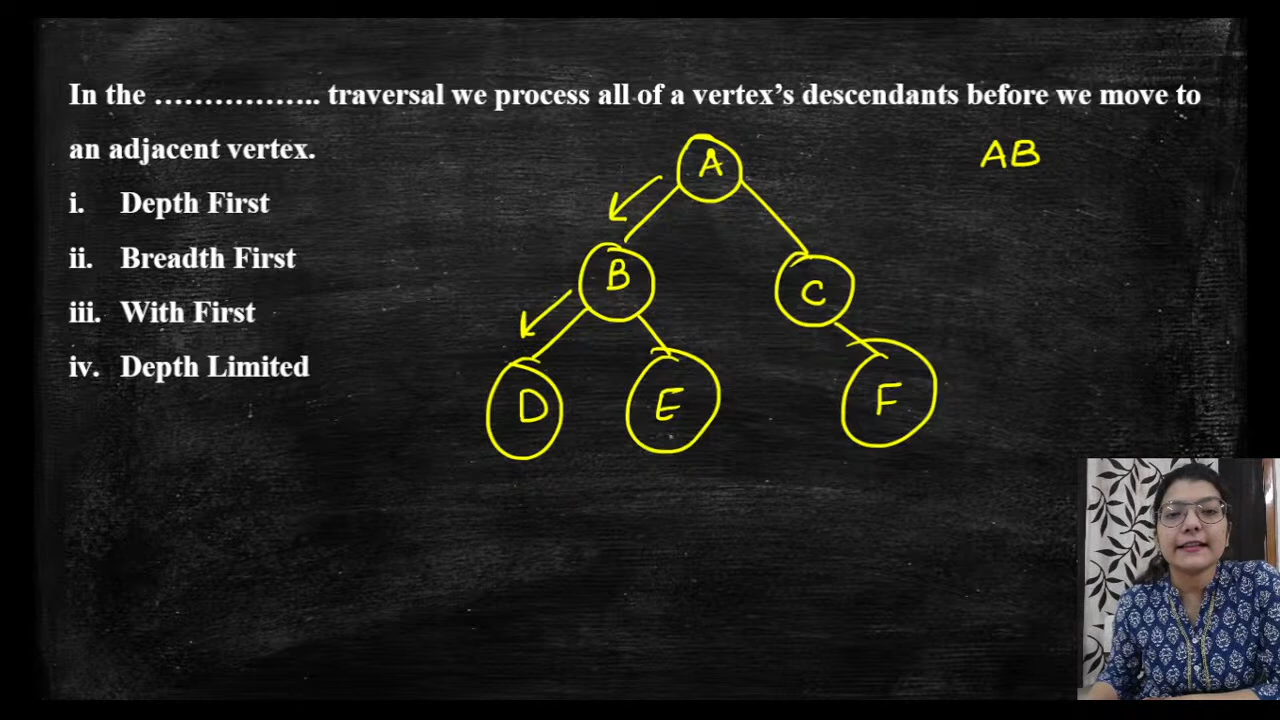 In the …………….. traversal we process all of a vertex’s descendants before we move to
an adjacent vertex.
AB
i. Depth First
ii. Breadth First
iii. With First
iv. Depth Limited
A
B
C
D
E
F